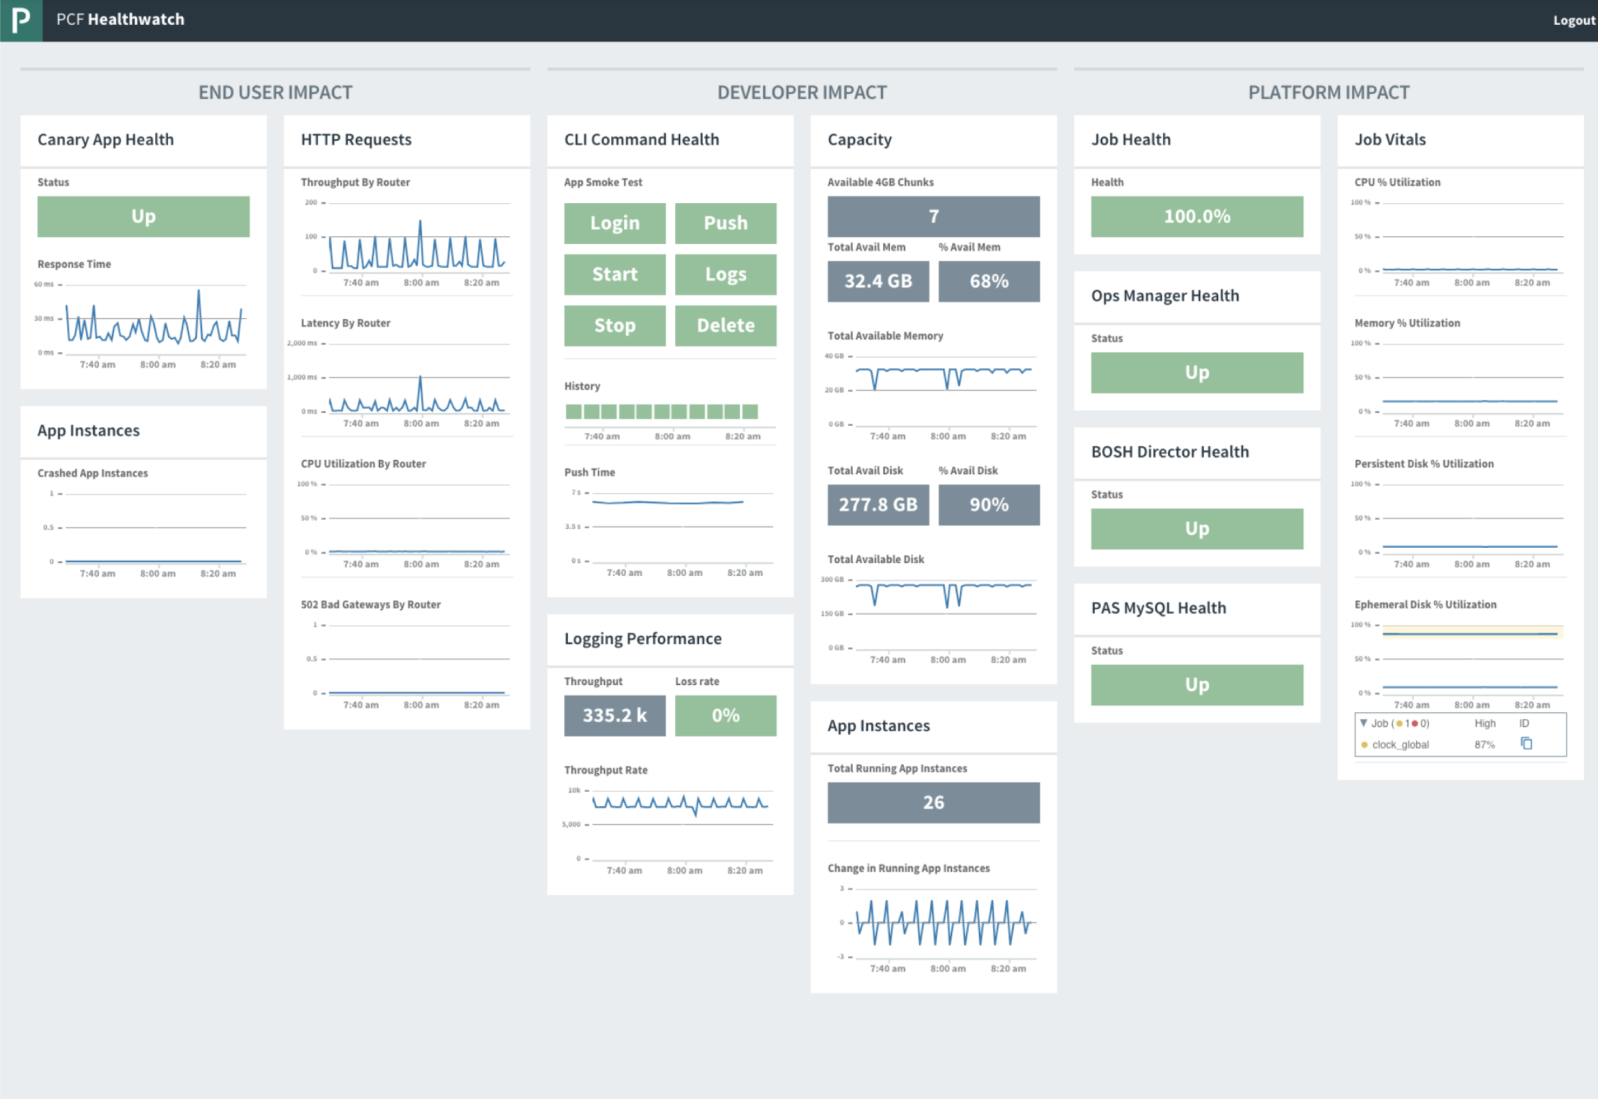 P PCF Healthwatch Logout
END USER IMPACT
Canary App Health
Status
Up
Response Time
60 ms
30 ms
0 ms
7:40 am 8:00 am 8:20 am
App Instances
Crashed App Instances
1
0.5
0
7:40 am 8:00 am 8:20 am
HTTP Requests
Throughput By Router
200
100
0
7:40 am 8:00 am 8:20 am
Latency By Router
2,000 ms
1,000 ms
0 ms
7:40 am 8:00 am 8:20 am
CPU Utilization By Router
100 %
50 %
0 %
7:40 am 8:00 am 8:20 am
502 Bad Gateways By Router
1
0.5
0
7:40 am 8:00 am 8:20 am
DEVELOPER IMPACT
CLI Command Health
App Smoke Test
Login Push
Start Logs
Stop Delete
History
7:40 am 8:00 am 8:20 am
Push Time
7 s
3.5 s
0 s
7:40 am 8:00 am 8:20 am
Logging Performance
Throughput Loss rate
335.2 k 0%
Throughput Rate
10k
5,000
0
7:40 am 8:00 am 8:20 am
Capacity
Available 4GB Chunks
7
Total Avail Mem % Avail Mem
32.4 GB 68%
Total Available Memory
40 GB
20 GB
0 GB
7:40 am 8:00 am 8:20 am
Total Avail Disk % Avail Disk
277.8 GB 90%
Total Available Disk
300 GB
150 GB
0 GB
7:40 am 8:00 am 8:20 am
App Instances
Total Running App Instances
26
Change in Running App Instances
3
0
-3
7:40 am 8:00 am 8:20 am
PLATFORM IMPACT
Job Health
Health
100.0%
Ops Manager Health
Status
Up
BOSH Director Health
Status
Up
PAS MySQL Health
Status
Up
Job Vitals
CPU % Utilization
100 %
50 %
0 %
7:40 am 8:00 am 8:20 am
Memory % Utilization
100 %
50 %
0 %
7:40 am 8:00 am 8:20 am
Persistent Disk % Utilization
100 %
50 %
0 %
7:40 am 8:00 am 8:20 am
Ephemeral Disk % Utilization
100 %
50 %
0 %
7:40 am 8:00 am 8:20 am
Job (1 0) High ID
clock_global 87%